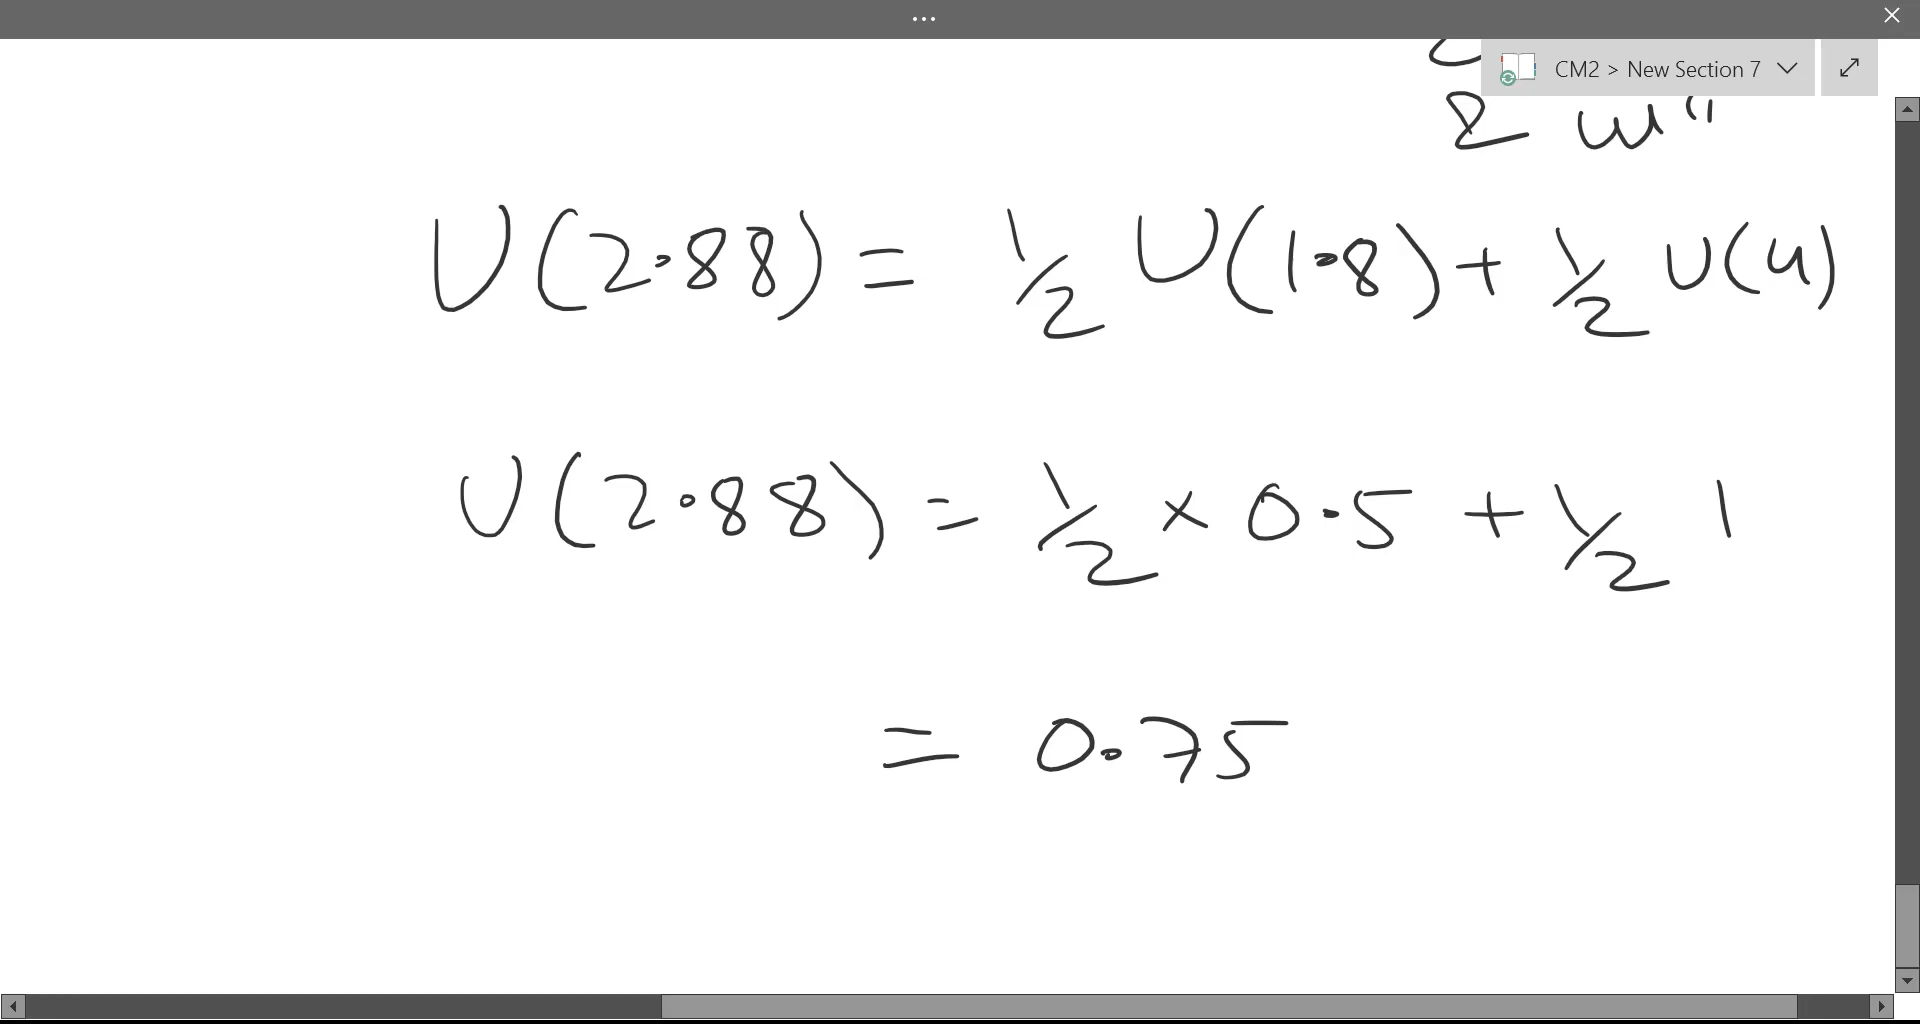 ...
CM2 > New Section 7
U(2.88) = 1/2 U(1.8) + 1/2 U(4)
U(2.88) = 1/2 × 0.5 + 1/2 1
= 0.75